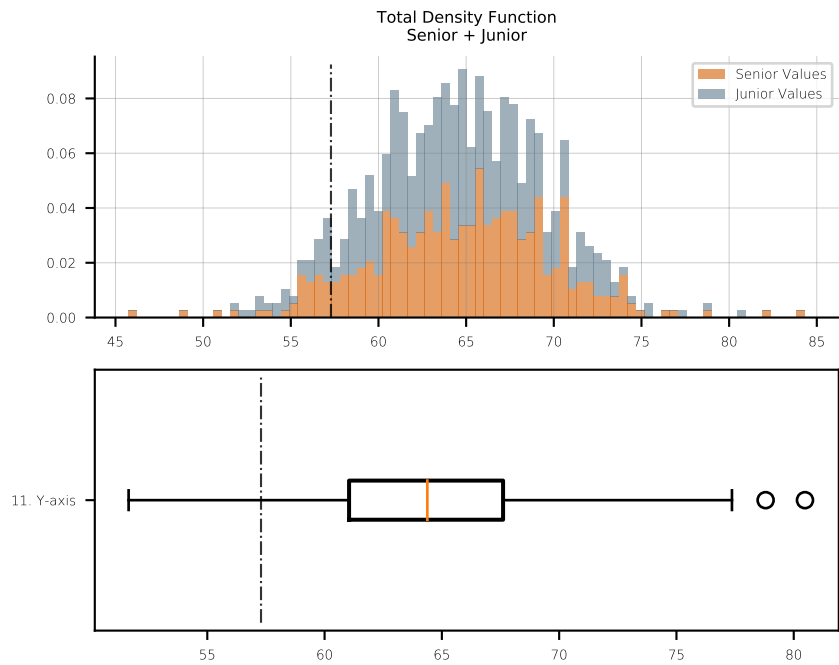 Total Density Function
Senior + Junior
Senior Values
Junior Values
0.08
0.06
0.04
0.02
0.00
45 50 55 60 65 70 75 80 85
11. Y-axis
55 60 65 70 75 80